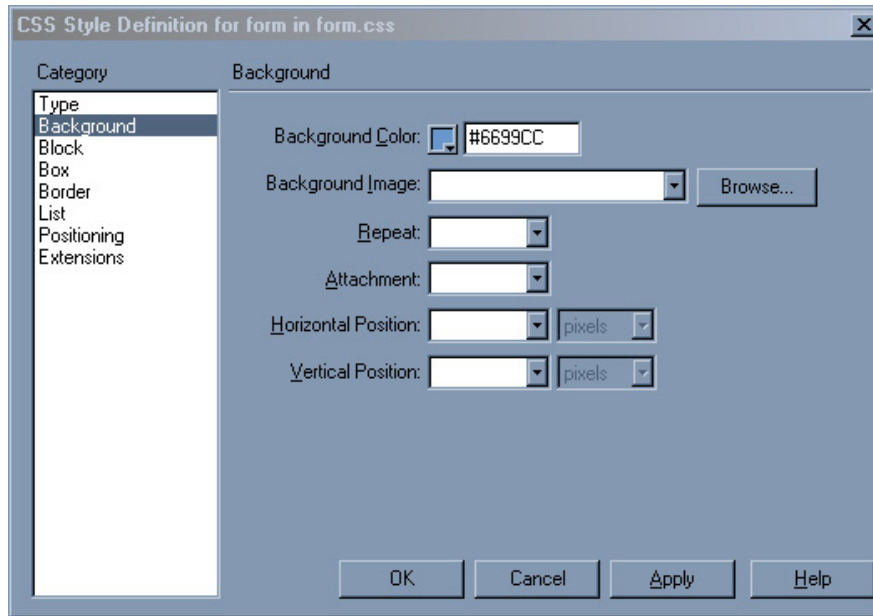 CSS Style Definition for form in form.css
Category
Type
Background
Block
Box
Border
List
Positioning
Extensions
Background
Background Color: #6699CC
Background Image: Browse...
Repeat:
Attachment:
Horizontal Position: pixels
Vertical Position: pixels
OK Cancel Apply Help